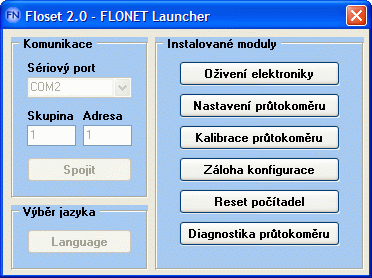 FN Floset 2.0 - FLONET Launcher
Komunikace
Sériový port
COM2
Skupina Adresa
1 1
Spojit
Výběr jazyka
Language
Instalované moduly
Oživení elektroniky
Nastavení průtokoměru
Kalibrace průtokoměru
Záloha konfigurace
Reset počítadel
Diagnostika průtokoměru